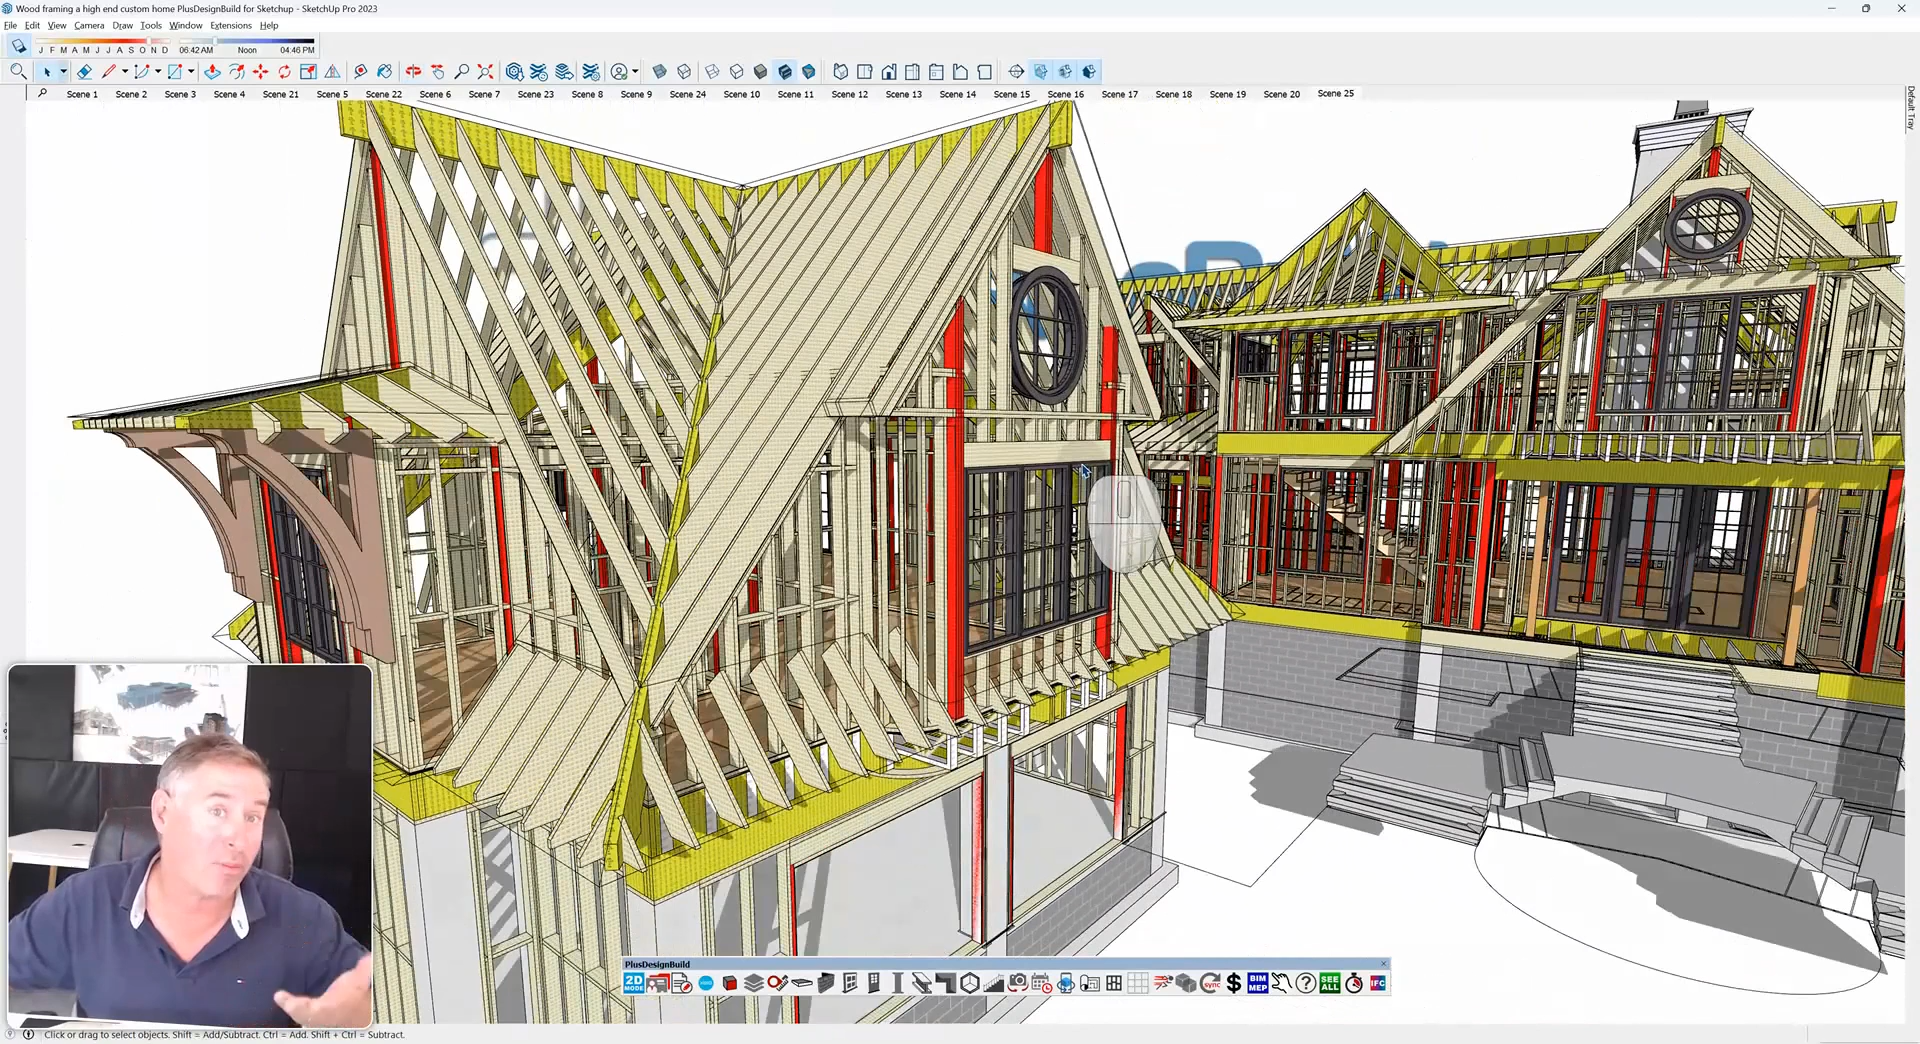 Wood framing a high end custom home PlusDesignBuild for Sketchup - SketchUp Pro 2023
File Edit View Camera Draw Tools Window Extensions Help
J F M A M J J A S O N D 06:42 AM Noon 04:46 PM
Scene 1 Scene 2 Scene 3 Scene 4 Scene 21 Scene 5 Scene 22 Scene 6 Scene 7 Scene 23 Scene 8 Scene 9 Scene 24 Scene 10 Scene 11 Scene 12 Scene 13 Scene 14 Scene 15 Scene 16 Scene 17 Scene 18 Scene 19 Scene 20 Scene 25
Default Tray
PlusDesignBuild
2D MODE sync $ BIM MEP ? SEE ALL IFC
Click or drag to select objects. Shift = Add/Subtract. Ctrl = Add. Shift + Ctrl = Subtract.